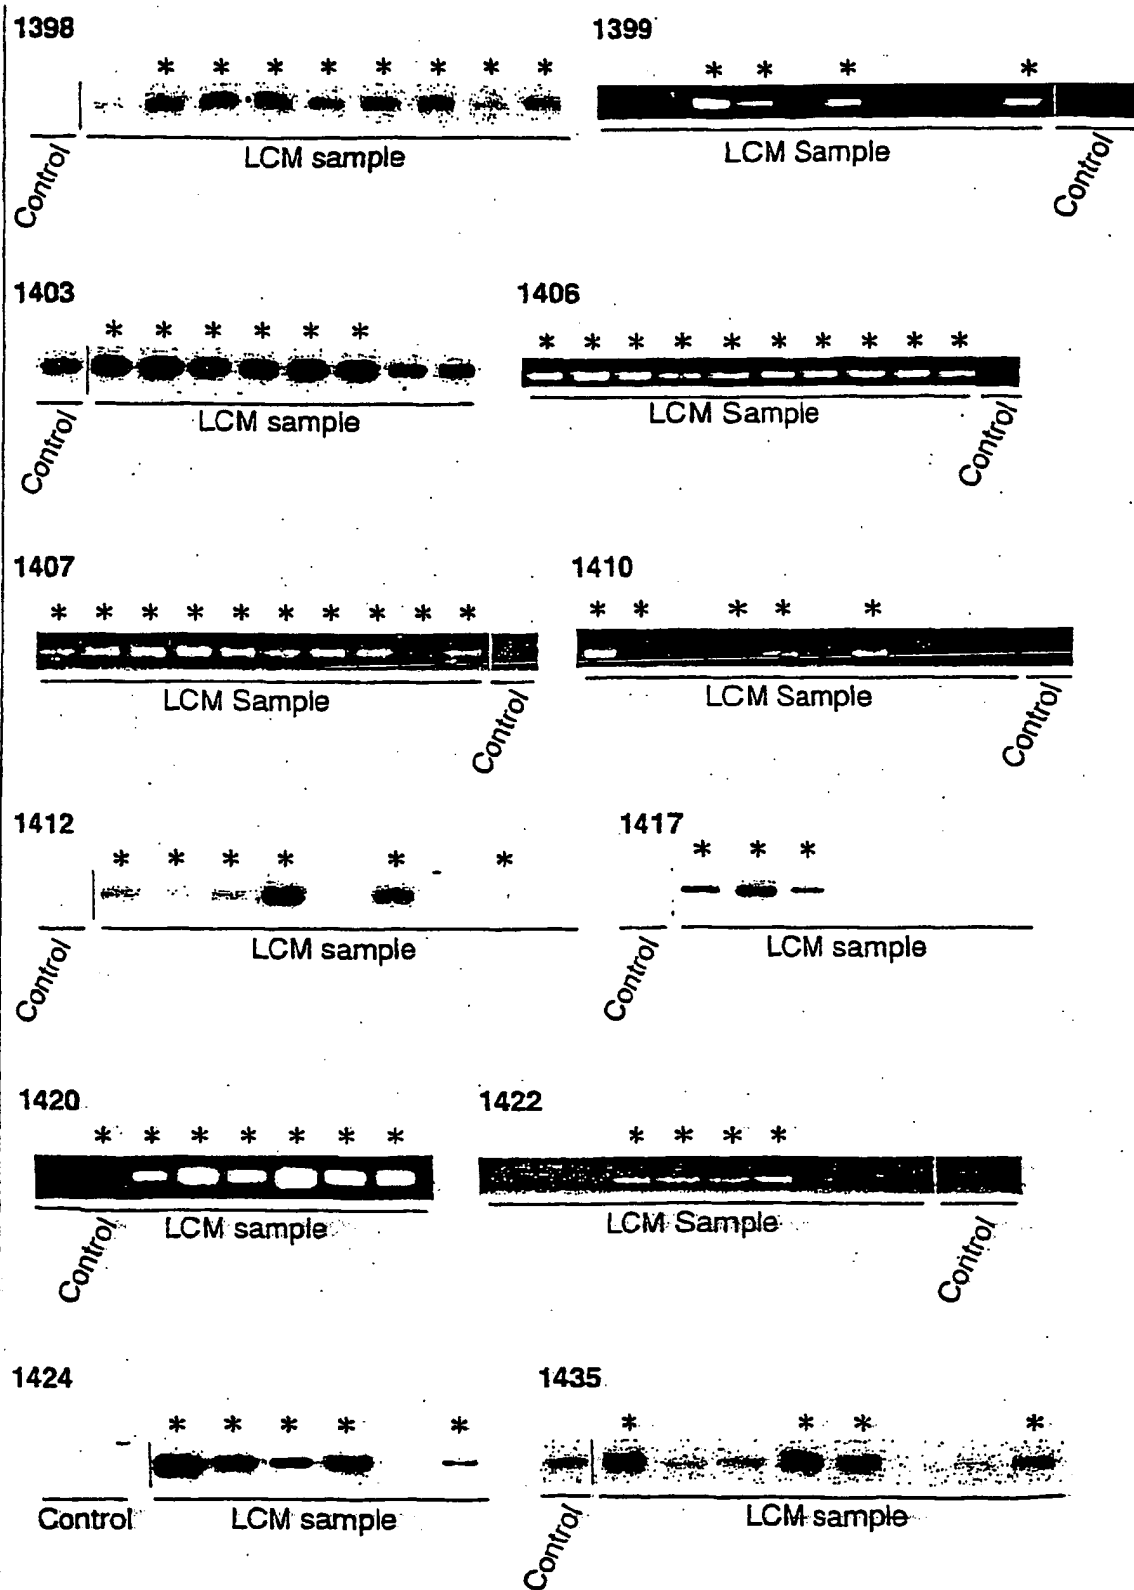 1398
1399
* * * * * * * *
* * * *
Control
LCM sample
LCM Sample
Control
1403
1406
* * * * * *
* * * * * * * * * *
Control
LCM sample
LCM Sample
Control
1407
1410
* * * * * * * * * *
* * * * *
LCM Sample
Control
LCM Sample
Control
1412
1417
* * * * * *
* * *
Control
LCM sample
Control
LCM sample
1420
1422
* * * * * * *
* * * *
Control
LCM sample
LCM Sample
Control
1424
1435
* * * * *
* * * *
Control
LCM sample
Control
LCM sample